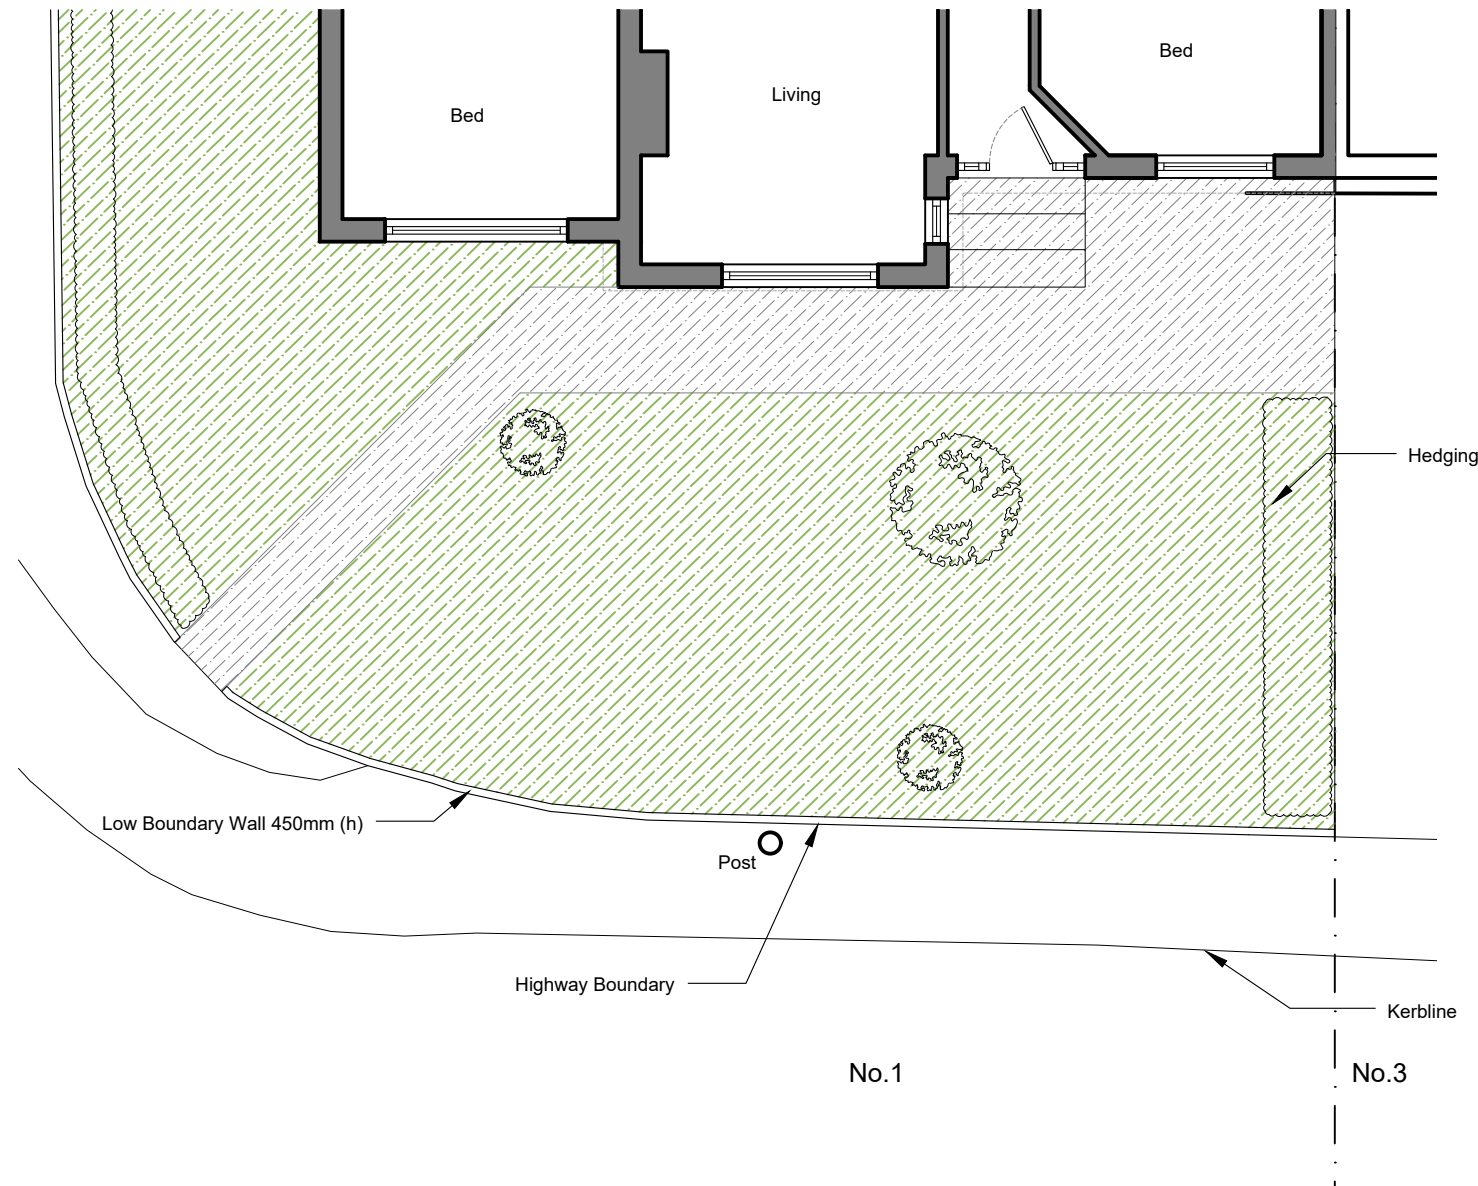 Bed
Living
Bed
Hedging
Low Boundary Wall 450mm (h)
Post
Highway Boundary
Kerbline
No.1
No.3